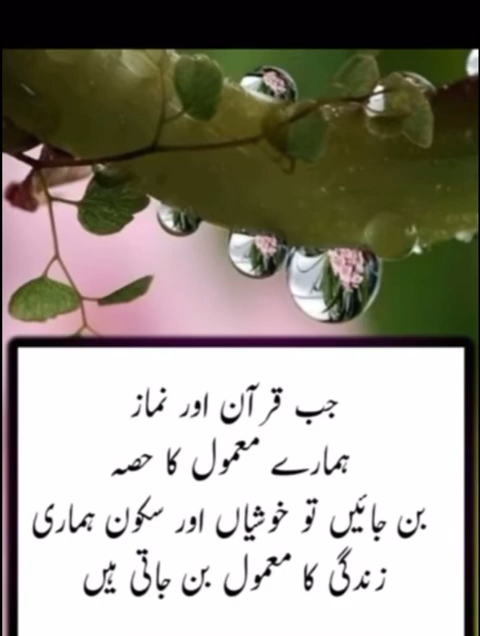 جب قرآن اور نماز
ہمارے معمول کا حصہ
بن جائیں تو خوشیاں اور سکون ہماری
زندگی کا معمول بن جاتی ہیں